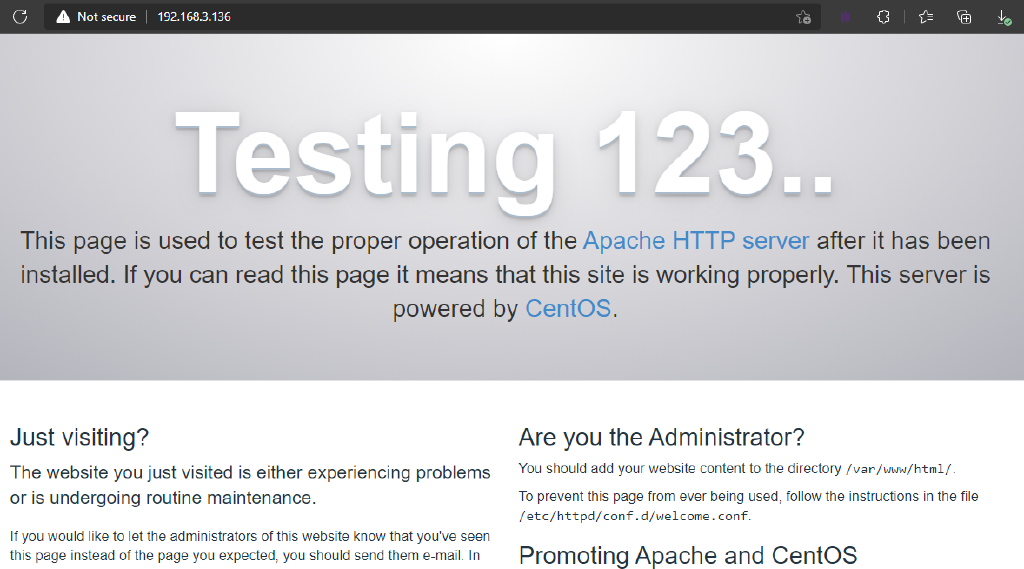 Not secure
192.168.3.136
Testing 123..
This page is used to test the proper operation of the Apache HTTP server after it has been
installed. If you can read this page it means that this site is working properly. This server is
powered by CentOS.
Just visiting?
The website you just visited is either experiencing problems
or is undergoing routine maintenance.
If you would like to let the administrators of this website know that you've seen
this page instead of the page you expected, you should send them e-mail. In
Are you the Administrator?
You should add your website content to the directory /var/www/html/.
To prevent this page from ever being used, follow the instructions in the file
/etc/httpd/conf.d/welcome.conf.
Promoting Apache and CentOS